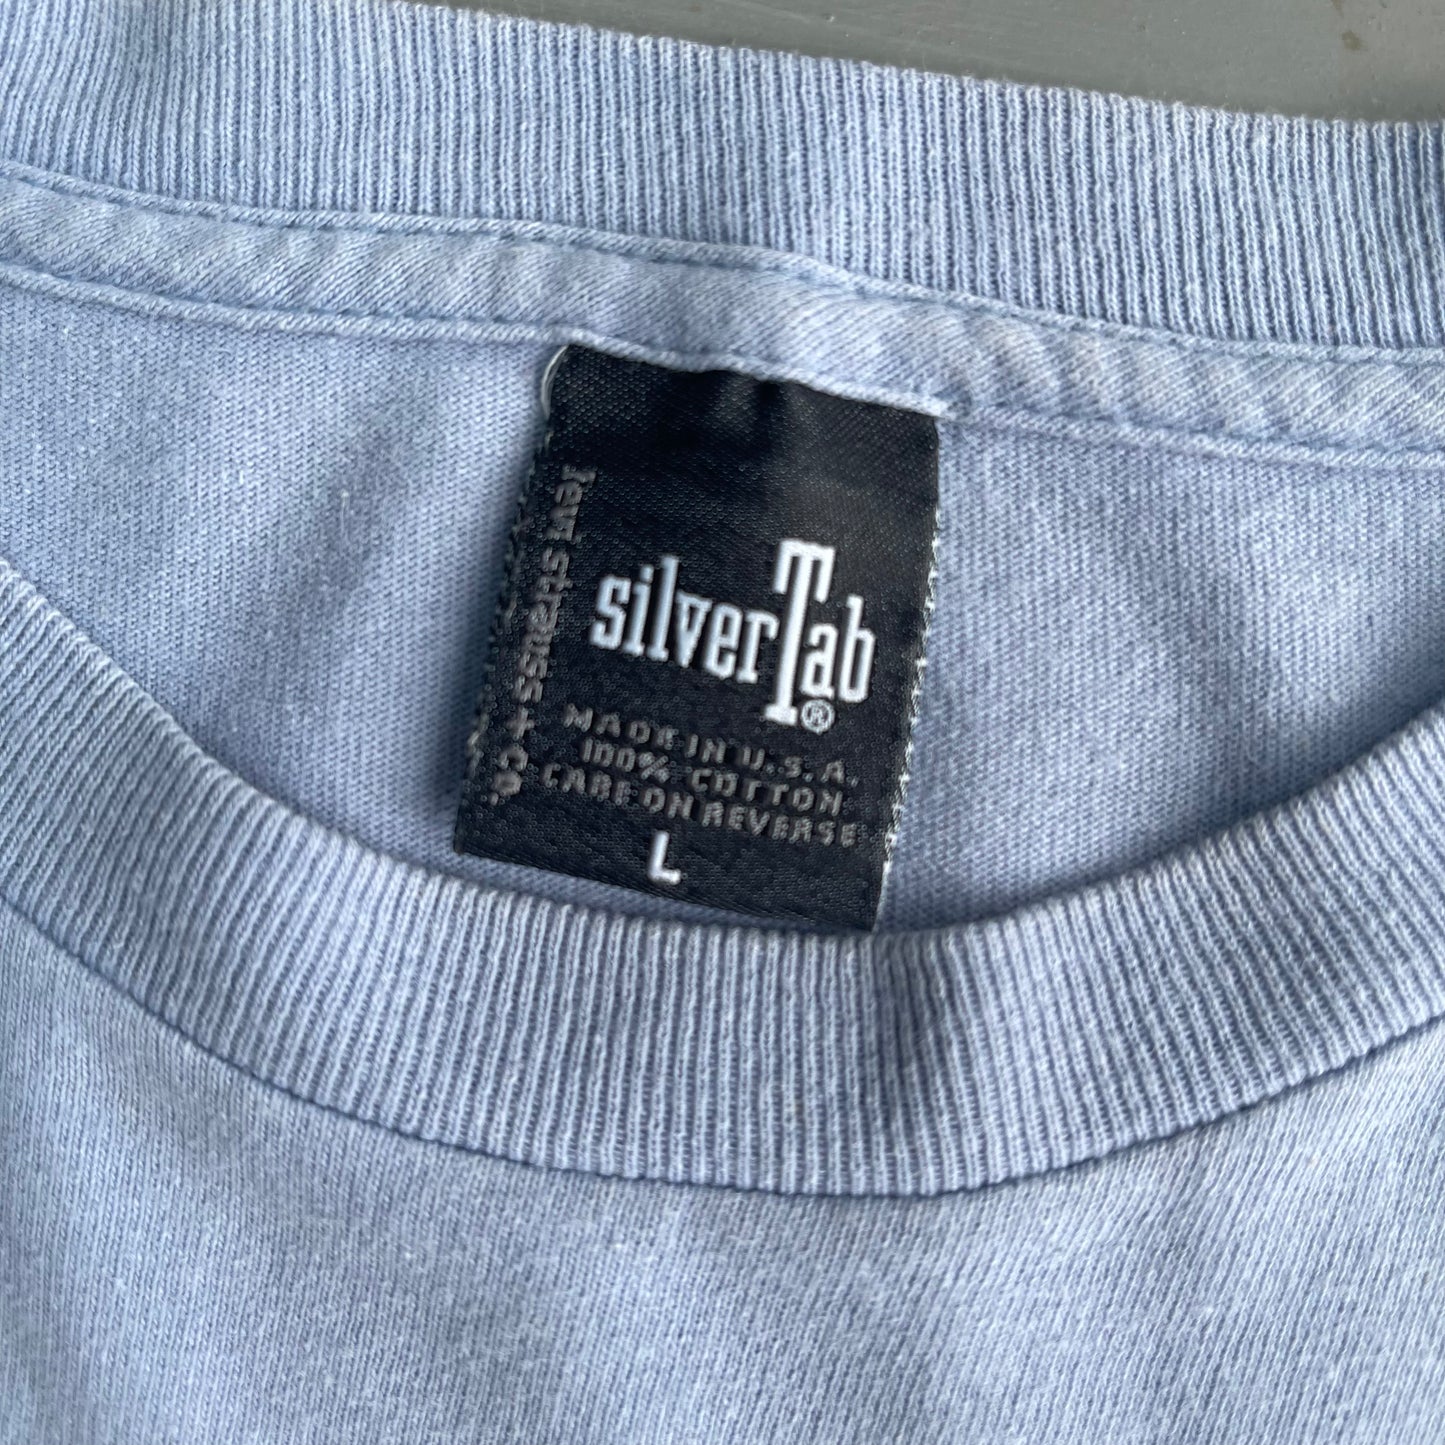 levi strauss + co.
silverTab®
MADE IN U.S.A.
100% COTTON
CARE ON REVERSE
L